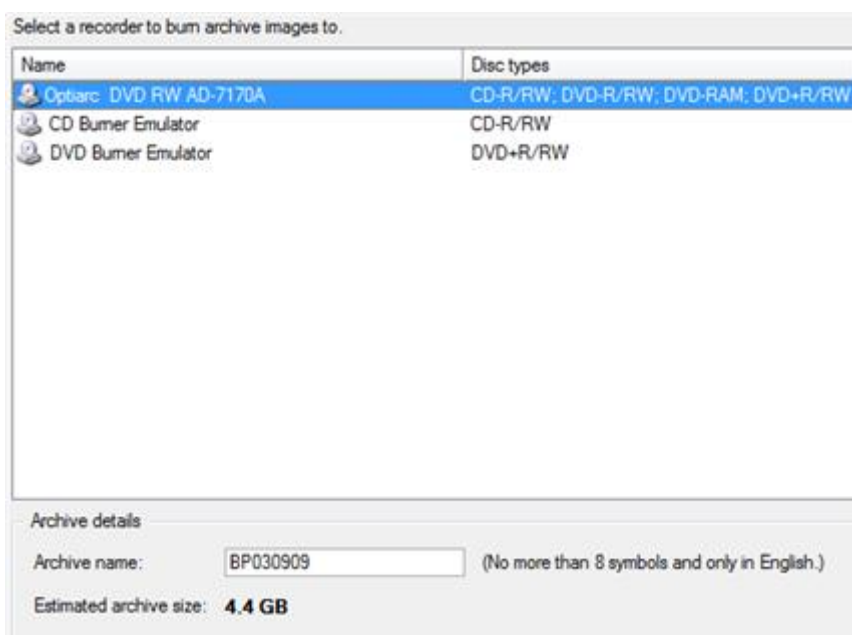 Select a recorder to burn archive images to.
Name Disc types
Optiarc DVD RW AD-7170A CD-R/RW; DVD-R/RW; DVD-RAM; DVD+R/RW
CD Burner Emulator CD-R/RW
DVD Burner Emulator DVD+R/RW
Archive details
Archive name: BP030909 (No more than 8 symbols and only in English.)
Estimated archive size: 4.4 GB